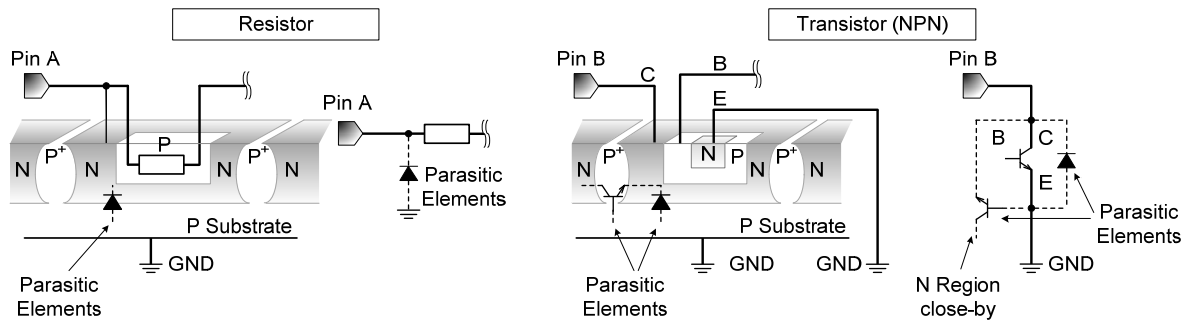 Resistor
Pin A
P
N
P+
N
N
P+
N
P Substrate
GND
Parasitic
Elements
Pin A
Parasitic
Elements
Transistor (NPN)
Pin B
C
B
E
N
P+
N
N
P
N
P+
N
P Substrate
GND
GND
Parasitic
Elements
Pin B
B
C
E
Parasitic
Elements
GND
N Region
close-by